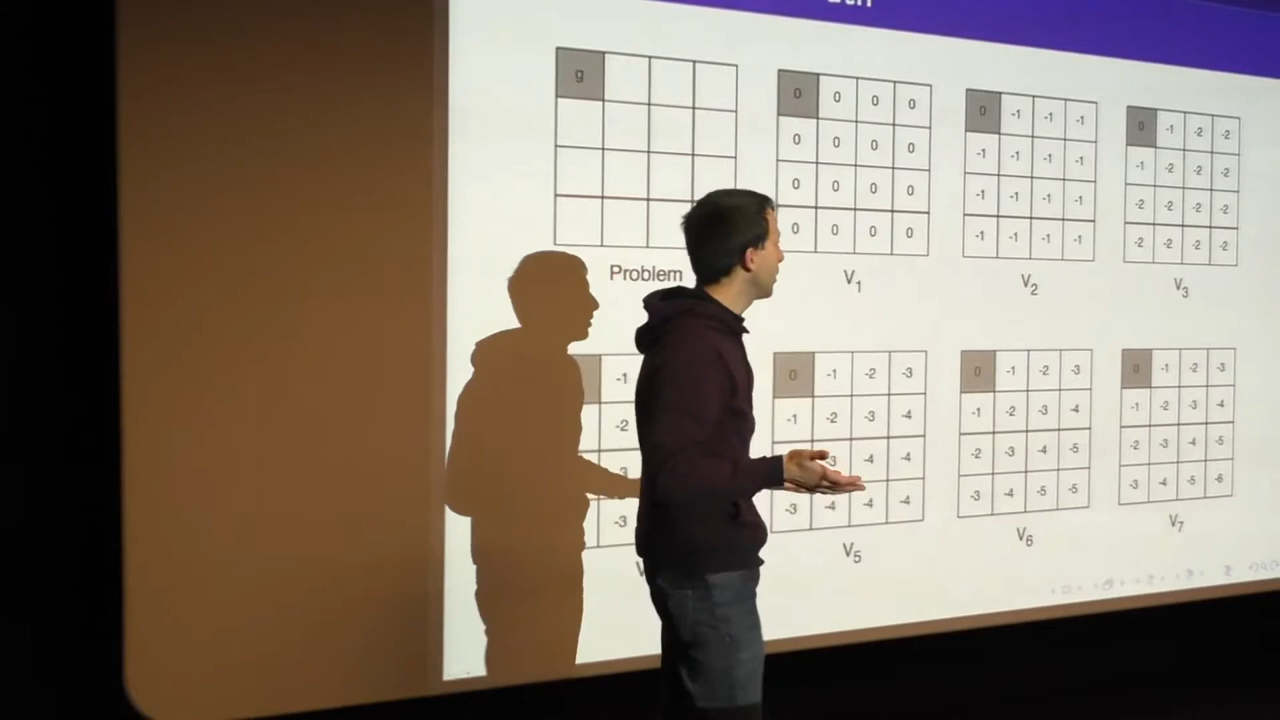 g
Problem
0 0 0 0
0 0 0 0
0 0 0 0
0 0 0 0
V₁
0 -1 -1 -1
-1 -1 -1 -1
-1 -1 -1 -1
-1 -1 -1 -1
V₂
0 -1 -2 -2
-1 -2 -2 -2
-2 -2 -2 -2
-2 -2 -2 -2
V₃
-1
-2
-3
0 -1 -2 -3
-1 -2 -3 -4
-4 -4
-3 -4 -4 -4
V₅
0 -1 -2 -3
-1 -2 -3 -4
-2 -3 -4 -5
-3 -4 -5 -5
V₆
0 -1 -2 -3
-1 -2 -3 -4
-2 -3 -4 -5
-3 -4 -5 -6
V₇